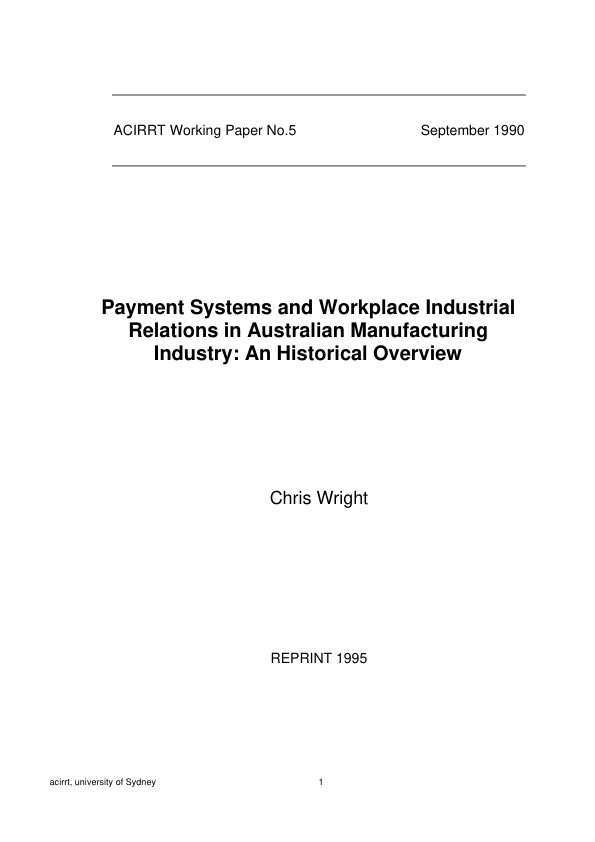 ACIRRT Working Paper No.5 September 1990
Payment Systems and Workplace Industrial
Relations in Australian Manufacturing
Industry: An Historical Overview
Chris Wright
REPRINT 1995
acirrt, university of Sydney 1